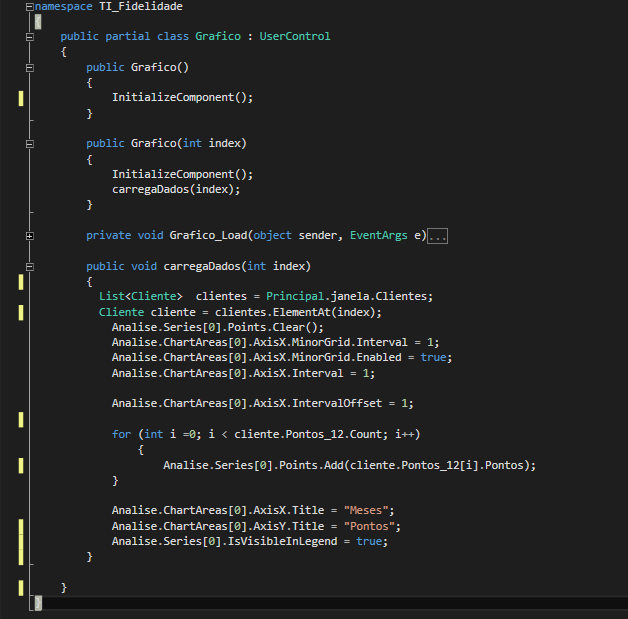 namespace TI_Fidelidade
{
public partial class Grafico : UserControl
{
public Grafico()
{
InitializeComponent();
}
public Grafico(int index)
{
InitializeComponent();
carregaDados(index);
}
private void Grafico_Load(object sender, EventArgs e)...
public void carregaDados(int index)
{
List<Cliente>  clientes = Principal.janela.Clientes;
Cliente cliente = clientes.ElementAt(index);
Analise.Series[0].Points.Clear();
Analise.ChartAreas[0].AxisX.MinorGrid.Interval = 1;
Analise.ChartAreas[0].AxisX.MinorGrid.Enabled = true;
Analise.ChartAreas[0].AxisX.Interval = 1;
Analise.ChartAreas[0].AxisX.IntervalOffset = 1;
for (int i =0; i < cliente.Pontos_12.Count; i++)
{
Analise.Series[0].Points.Add(cliente.Pontos_12[i].Pontos);
}
Analise.ChartAreas[0].AxisX.Title = "Meses";
Analise.ChartAreas[0].AxisY.Title = "Pontos";
Analise.Series[0].IsVisibleInLegend = true;
}
}
}